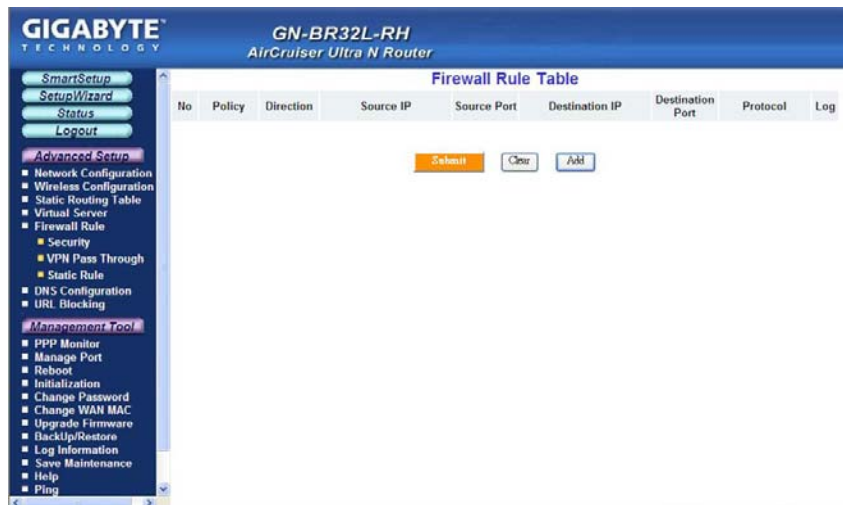 GIGABYTE™
TECHNOLOGY
GN-BR32L-RH
AirCruiser Ultra N Router
SmartSetup
SetupWizard
Status
Logout
Advanced Setup
Network Configuration
Wireless Configuration
Static Routing Table
Virtual Server
Firewall Rule
Security
VPN Pass Through
Static Rule
DNS Configuration
URL Blocking
Management Tool
PPP Monitor
Manage Port
Reboot
Initialization
Change Password
Change WAN MAC
Upgrade Firmware
BackUp/Restore
Log Information
Save Maintenance
Help
Ping
Firewall Rule Table
No Policy Direction Source IP Source Port Destination IP Destination Port Protocol Log
Submit Clear Add